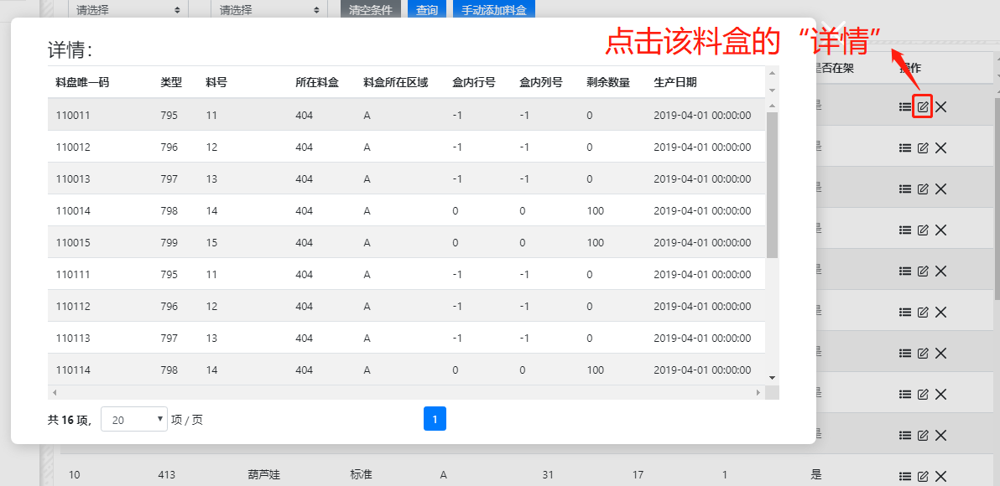 请选择 请选择 清空条件 查询 手动添加料盒
点击该料盒的“详情”
详情：
料盘唯一码 类型 料号 所在料盒 料盒所在区域 盒内行号 盒内列号 剩余数量 生产日期 是否在架 操作
110011 795 11 404 A -1 -1 0 2019-04-01 00:00:00 是
110012 796 12 404 A -1 -1 0 2019-04-01 00:00:00 是
110013 797 13 404 A -1 -1 0 2019-04-01 00:00:00 是
110014 798 14 404 A 0 0 100 2019-04-01 00:00:00 是
110015 799 15 404 A 0 0 100 2019-04-01 00:00:00 是
110111 795 11 404 A -1 -1 0 2019-04-01 00:00:00 是
110112 796 12 404 A -1 -1 0 2019-04-01 00:00:00 是
110113 797 13 404 A -1 -1 0 2019-04-01 00:00:00 是
110114 798 14 404 A 0 0 100 2019-04-01 00:00:00 是
共 16 项， 20 项 / 页 1
10 413 葫芦娃 标准 A 31 17 1 是